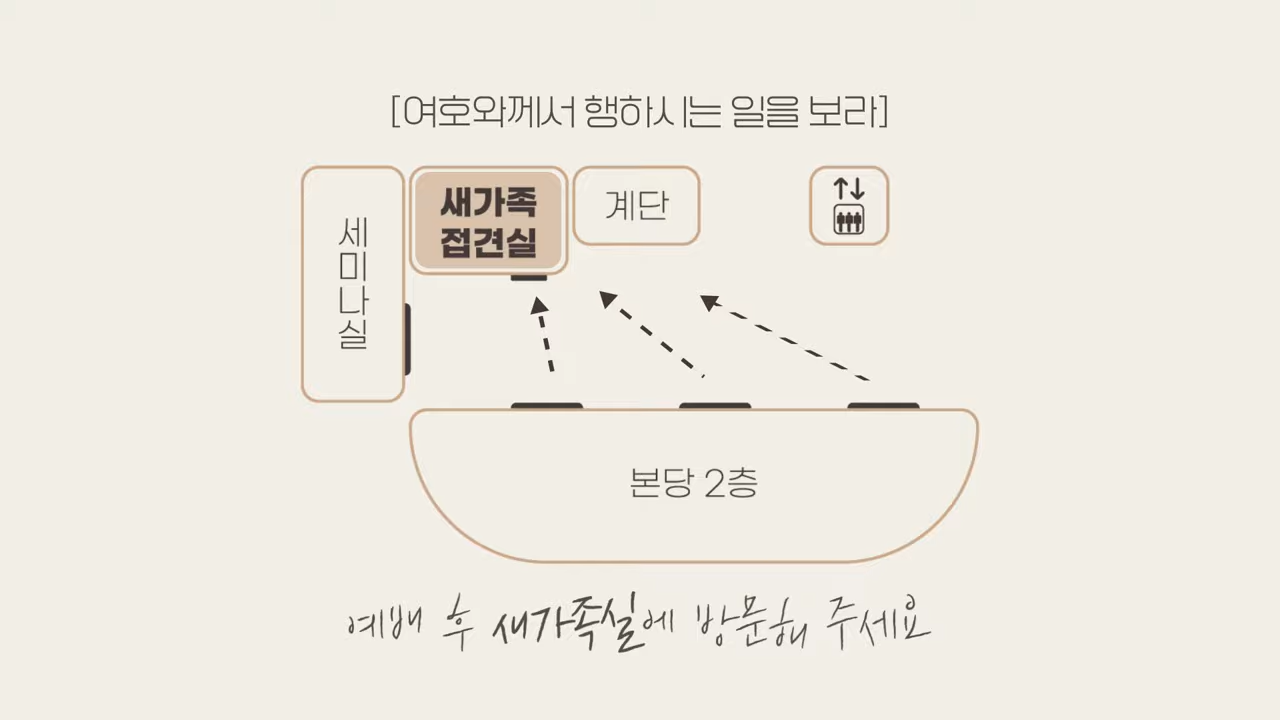 [여호와께서 행하시는 일을 보라]
세미나실
새가족
접견실
계단
본당 2층
예배 후 새가족실에 방문해 주세요